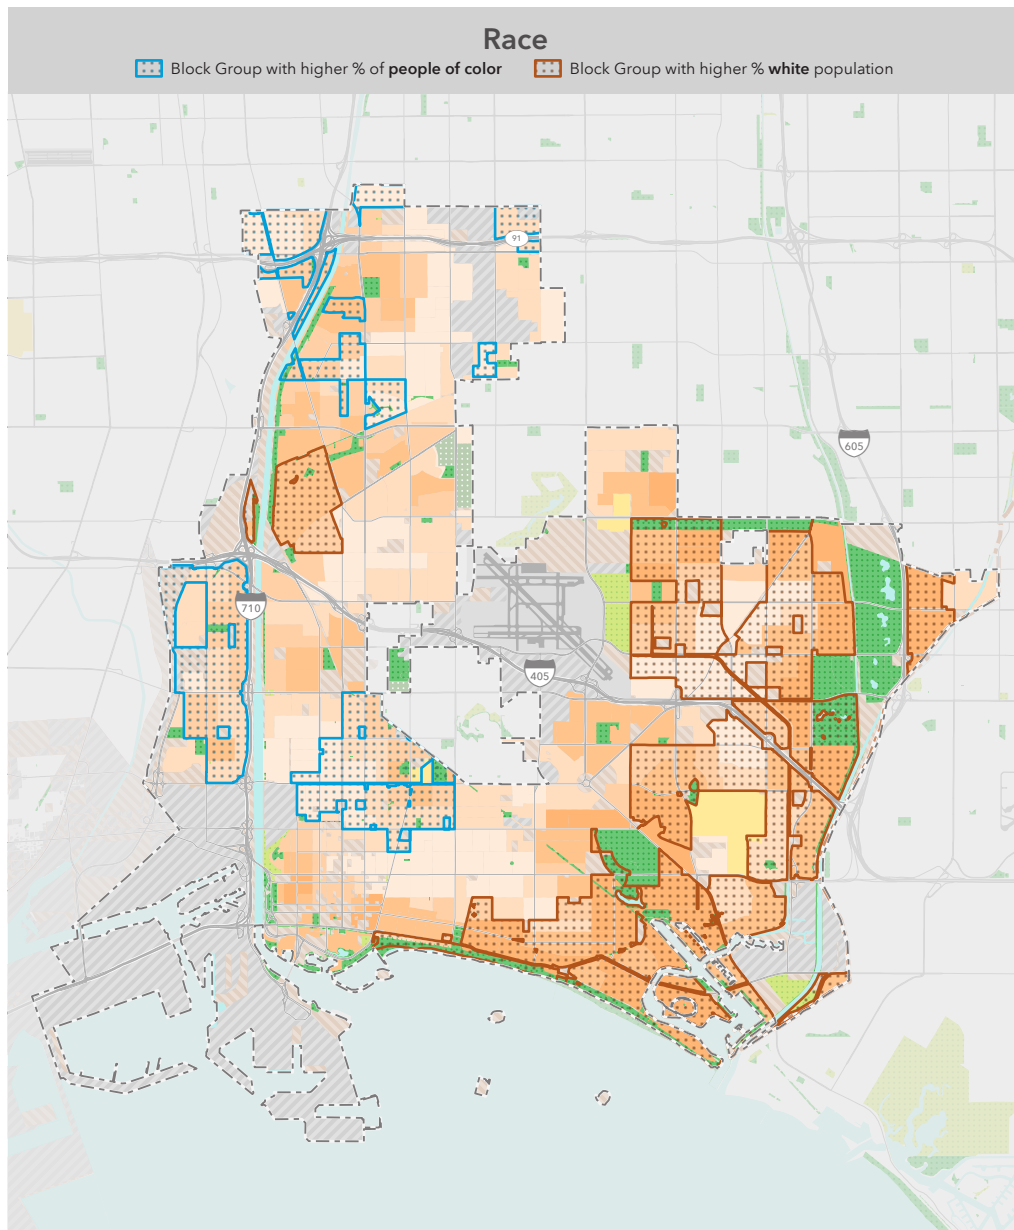 Race
Block Group with higher % of people of color
Block Group with higher % white population
91
605
710
405